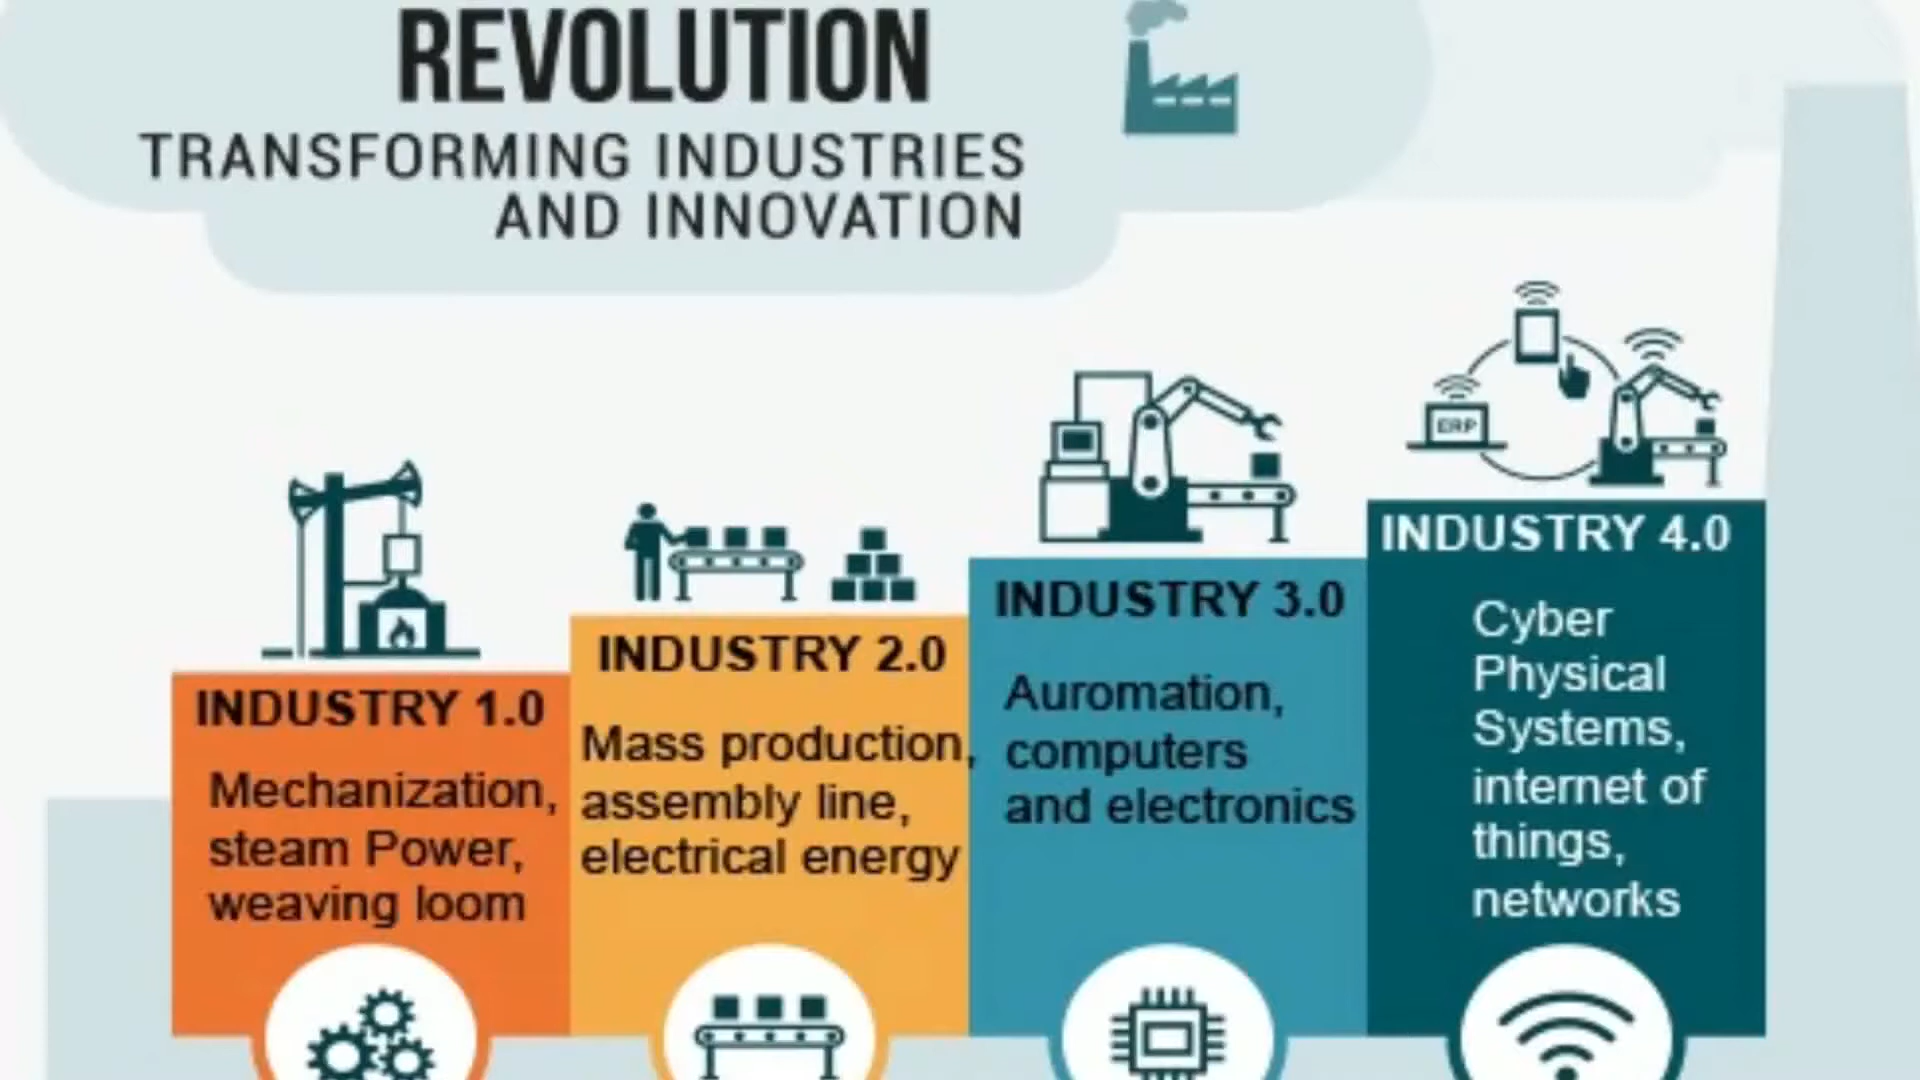 REVOLUTION
TRANSFORMING INDUSTRIES
AND INNOVATION
ERP
INDUSTRY 1.0
Mechanization,
steam Power,
weaving loom
INDUSTRY 2.0
Mass production,
assembly line,
electrical energy
INDUSTRY 3.0
Auromation,
computers
and electronics
INDUSTRY 4.0
Cyber
Physical
Systems,
internet of
things,
networks